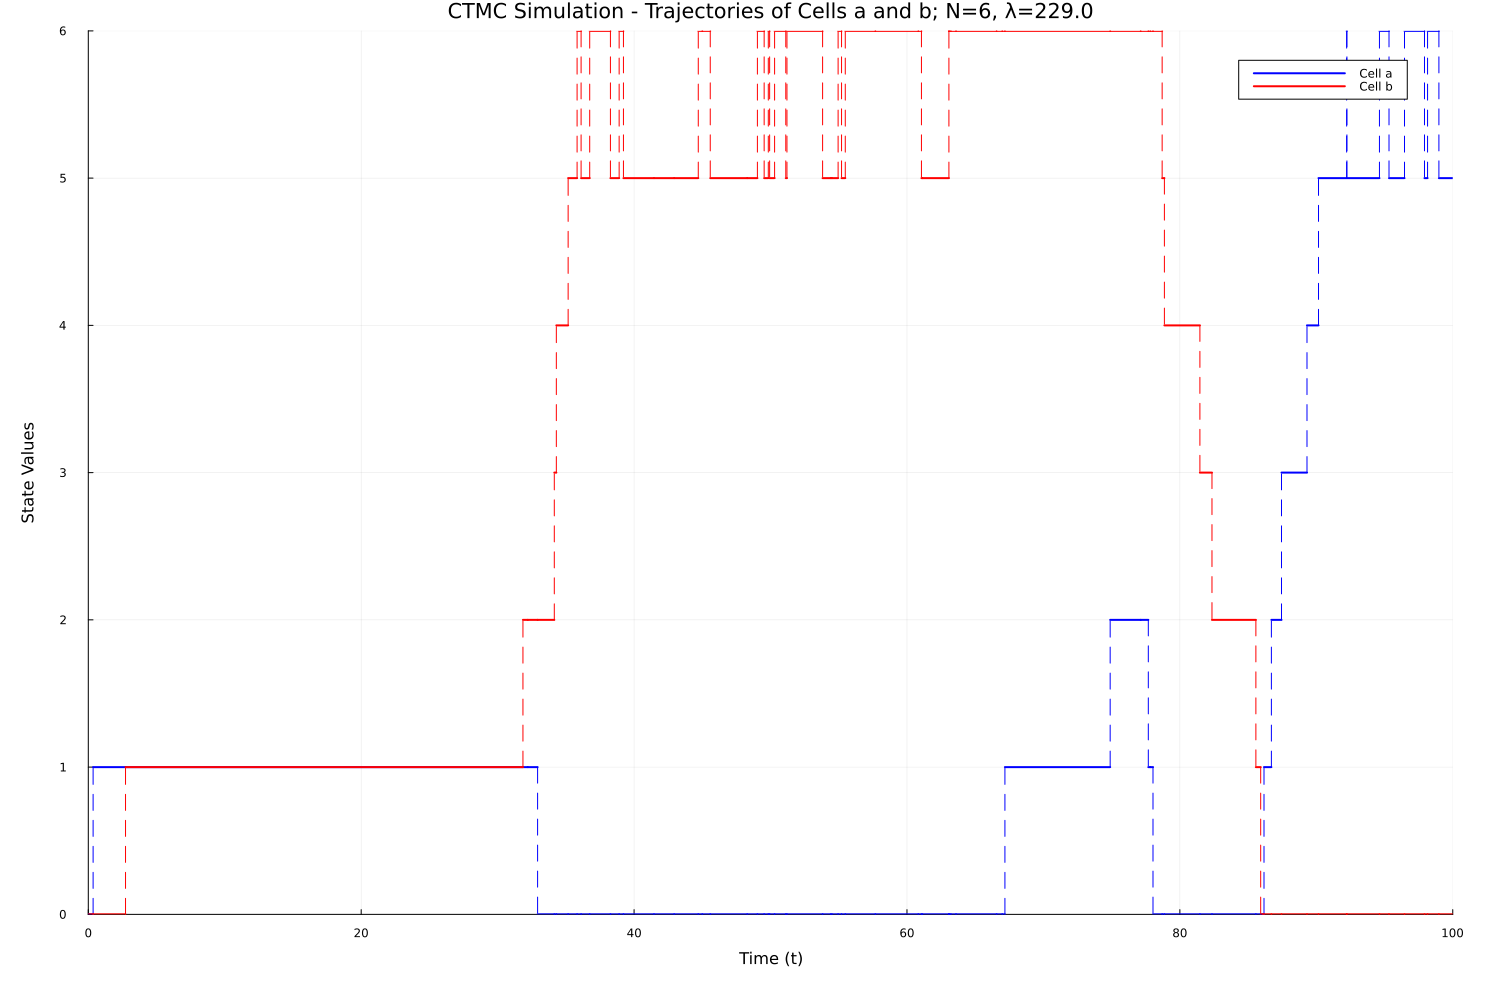 CTMC Simulation - Trajectories of Cells a and b; N=6, λ=229.0
6
Cell a
Cell b
5
4
State Values
3
2
1
0
0 20 40 60 80 100
Time (t)